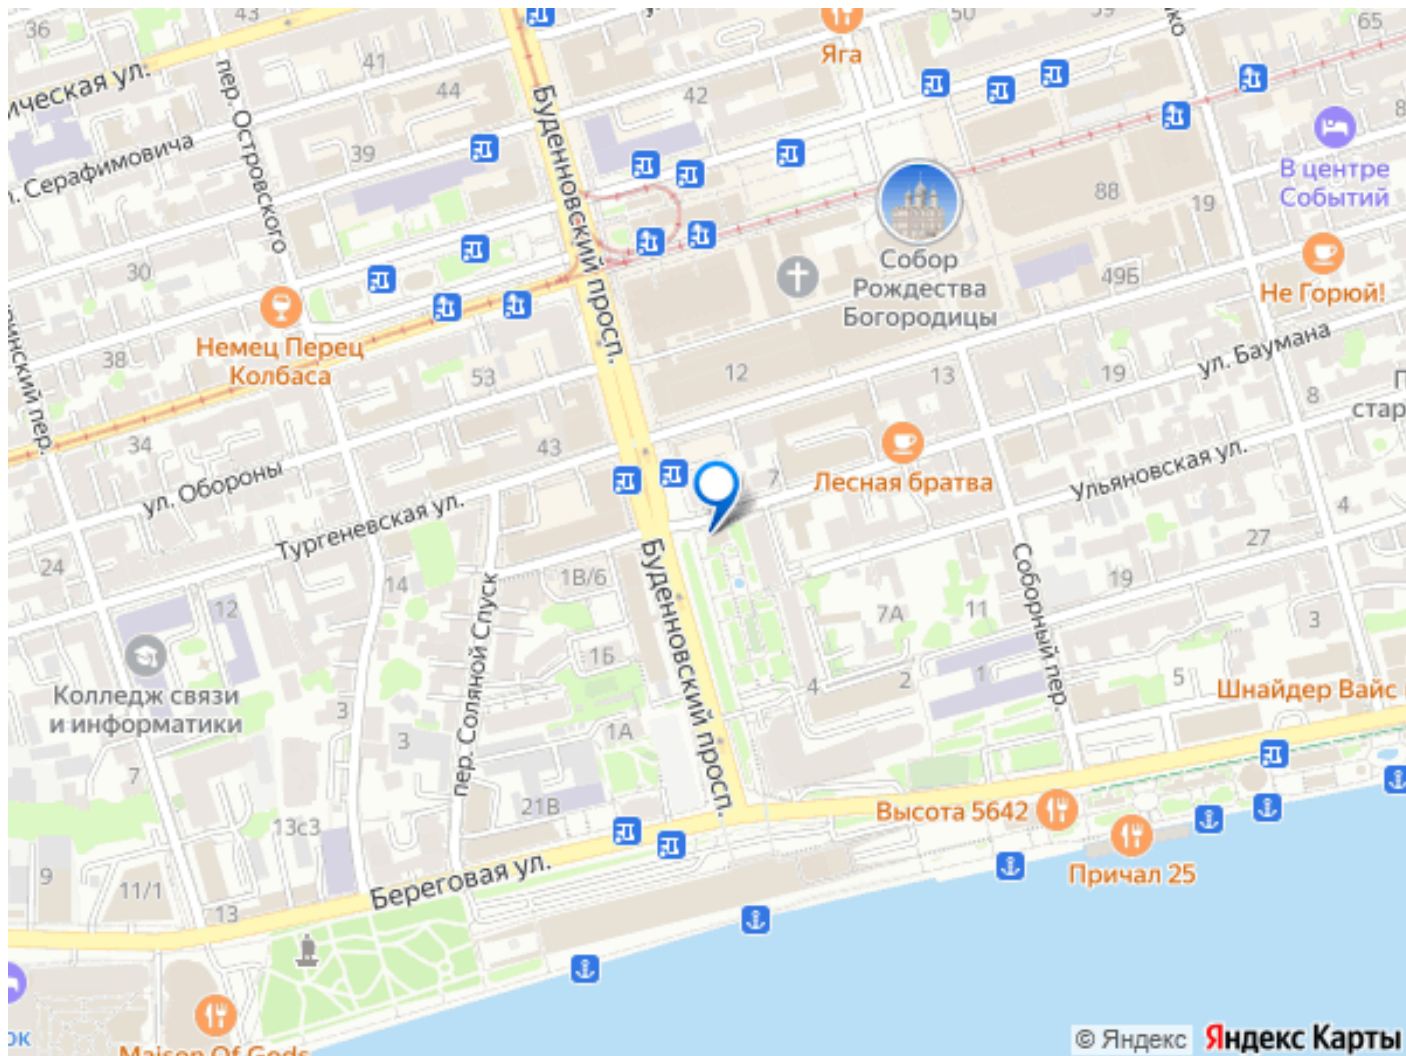 36
43
50
59
65
Яга
41
44
42
ическая ул.
пер. Островского
Буденновский просп.
39
. Серафимовича
В центре
Событий
88
19
30
Собор
Рождества
Богородицы
49Б
Не Горюй!
Немец Перец
Колбаса
38
53
12
13
19
ул. Баумана
8
стар
34
43
7
Лесная братва
Ульяновская ул.
4
ул. Обороны
Тургеневская ул.
24
14
1В/6
27
19
12
пер. Соляной Спуск
Буденновский просп.
7А
11
Соборный пер.
3
Колледж связи
и информатики
1Б
4
2
1
5
Шнайдер Вайс
3
3
1А
7
21В
Высота 5642
13с3
Причал 25
9
11/1
13
Береговая ул.
ок
Maison Of Gods
© Яндекс Яндекс Карты